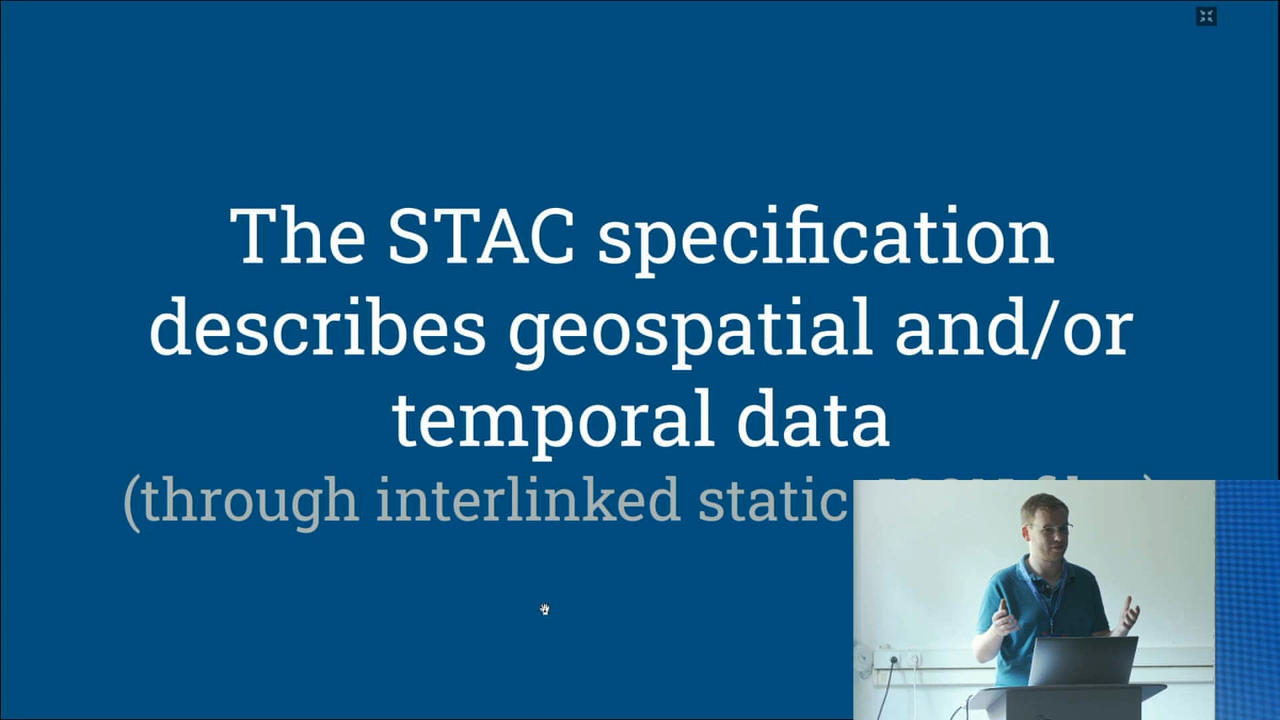 The STAC specification
describes geospatial and/or
temporal data
(through interlinked static